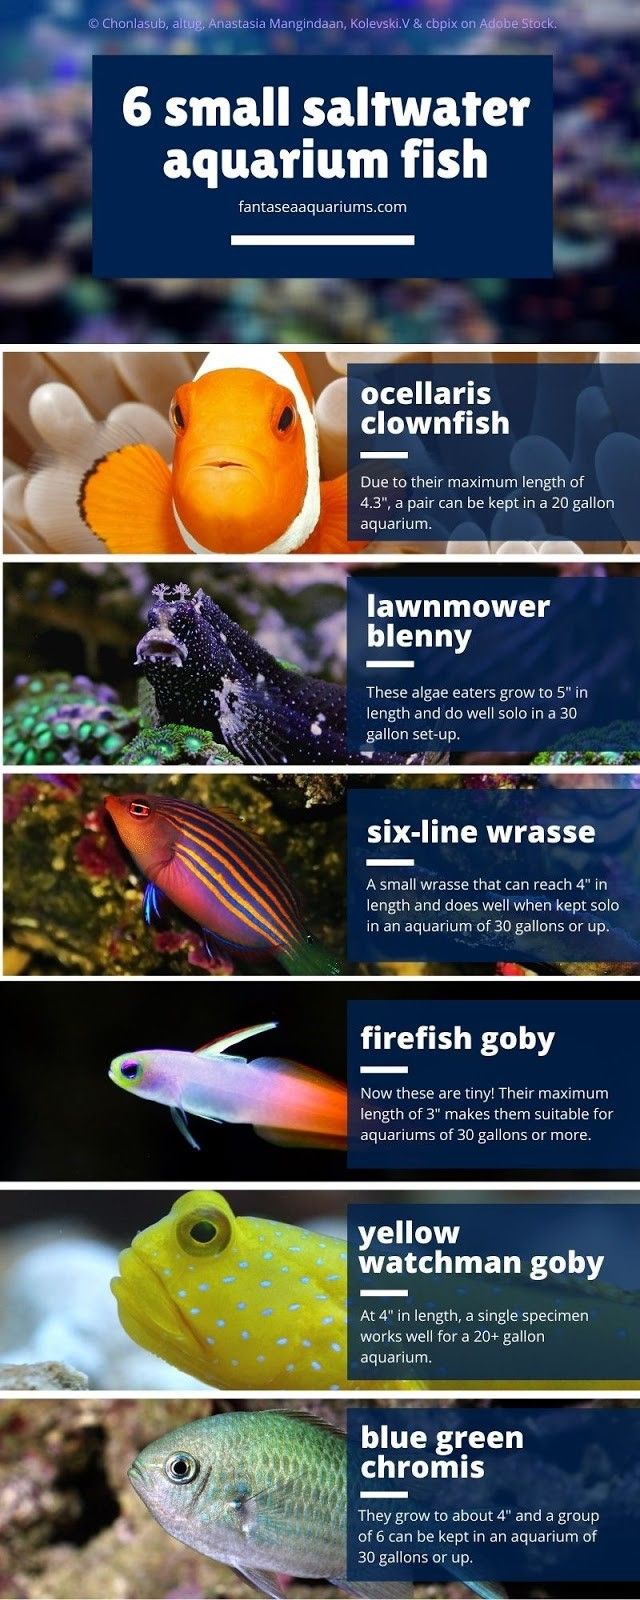 © Chonlasub, altug, Anastasia Mangindaan, Kolevski.V & cbpix on Adobe Stock.
6 small saltwater
aquarium fish
fantaseaaquariums.com
ocellaris
clownfish
Due to their maximum length of
4.3", a pair can be kept in a 20 gallon
aquarium.
lawnmower
blenny
These algae eaters grow to 5" in
length and do well solo in a 30
gallon set-up.
six-line wrasse
A small wrasse that can reach 4" in
length and does well when kept solo
in an aquarium of 30 gallons or up.
firefish goby
Now these are tiny! Their maximum
length of 3" makes them suitable for
aquariums of 30 gallons or more.
yellow
watchman goby
At 4" in length, a single specimen
works well for a 20+ gallon
aquarium.
blue green
chromis
They grow to about 4" and a group
of 6 can be kept in an aquarium of
30 gallons or up.